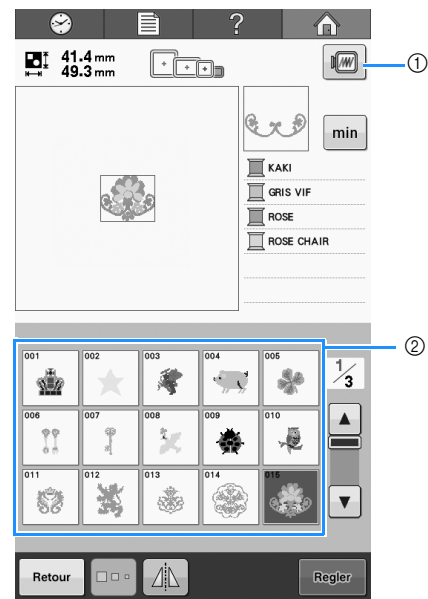 ?
41.4 mm
49.3 mm
①
min
KAKI
GRIS VIF
ROSE
ROSE CHAIR
②
001 002 003 004 005
1/3
006 007 008 009 010
011 012 013 014 015
Retour
Regler